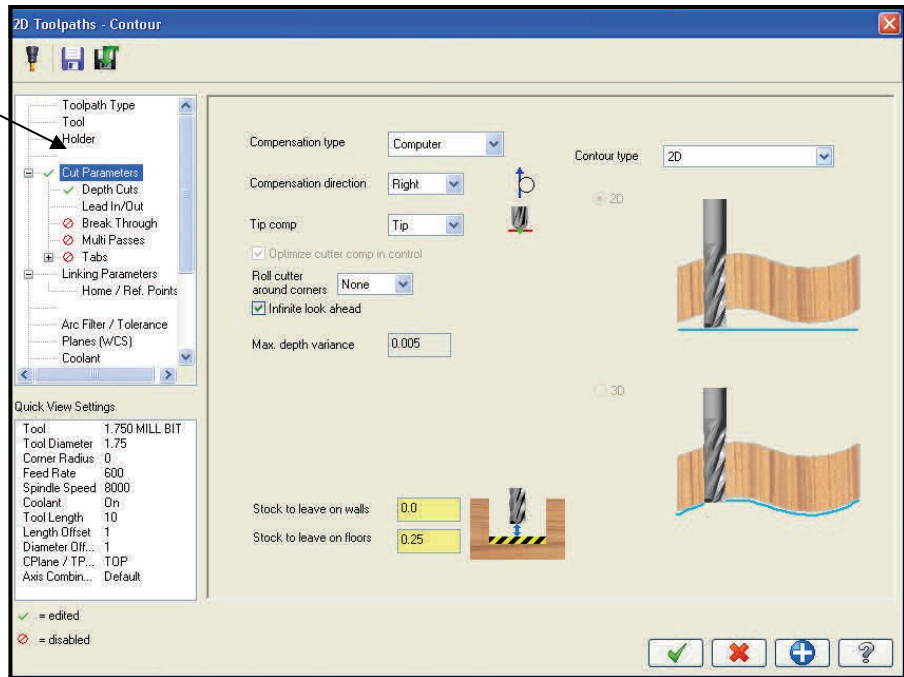 2D Toolpaths - Contour
Toolpath Type
Tool
Holder
Cut Parameters
Depth Cuts
Lead In/Out
Break Through
Multi Passes
Tabs
Linking Parameters
Home / Ref. Points
Arc Filter / Tolerance
Planes (WCS)
Coolant
Quick View Settings
Tool 1.750 MILL BIT
Tool Diameter 1.75
Corner Radius 0
Feed Rate 600
Spindle Speed 8000
Coolant On
Tool Length 10
Length Offset 1
Diameter Off... 1
CPlane / TP... TOP
Axis Combin... Default
= edited
= disabled
Compensation type Computer
Compensation direction Right
Tip comp Tip
Optimize cutter comp in control
Roll cutter
around corners None
Infinite look ahead
Max. depth variance 0.005
Stock to leave on walls 0.0
Stock to leave on floors 0.25
Contour type 2D
2D
3D